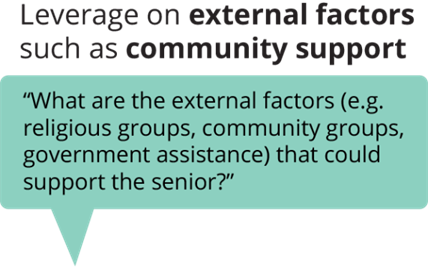 Leverage on external factors
such as community support
“What are the external factors (e.g.
religious groups, community groups,
government assistance) that could
support the senior?”